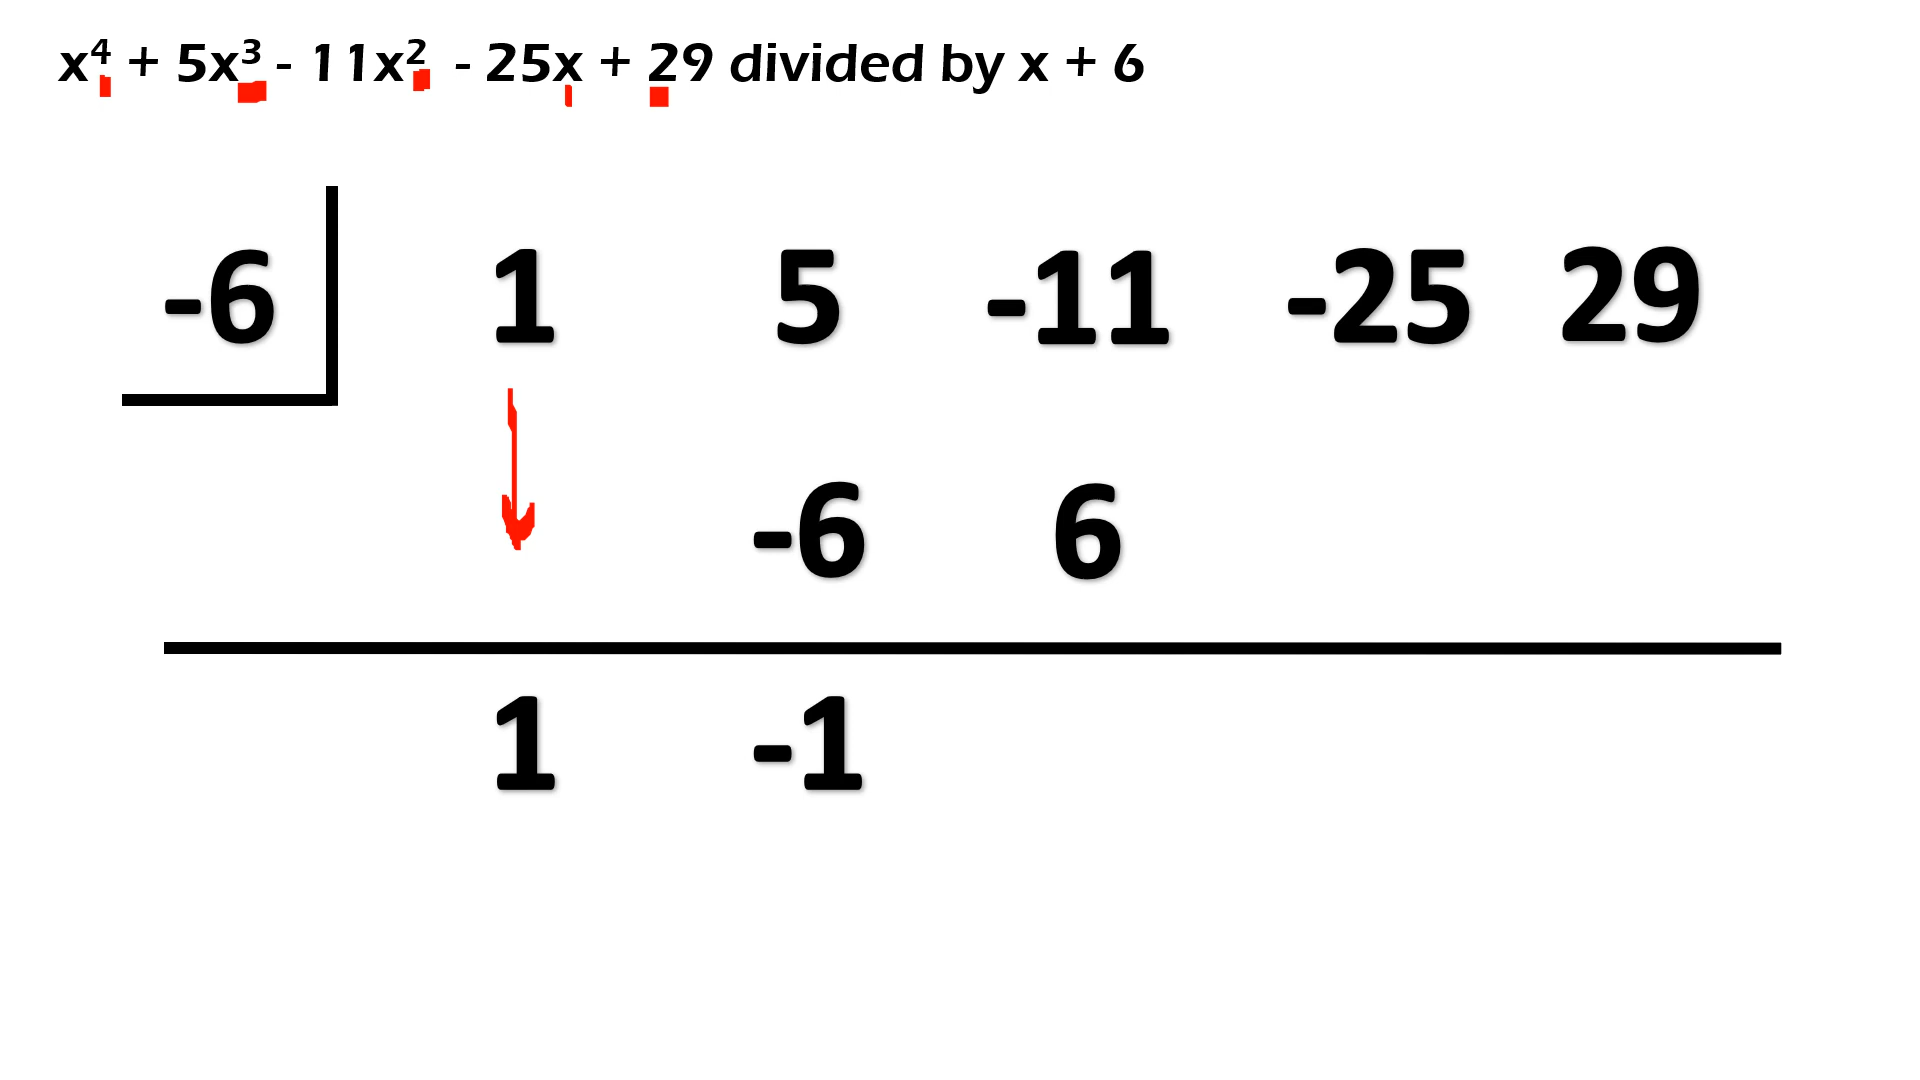 x⁴ + 5x³ - 11x² - 25x + 29 divided by x + 6
-6 1 5 -11 -25 29
-6 6
1 -1